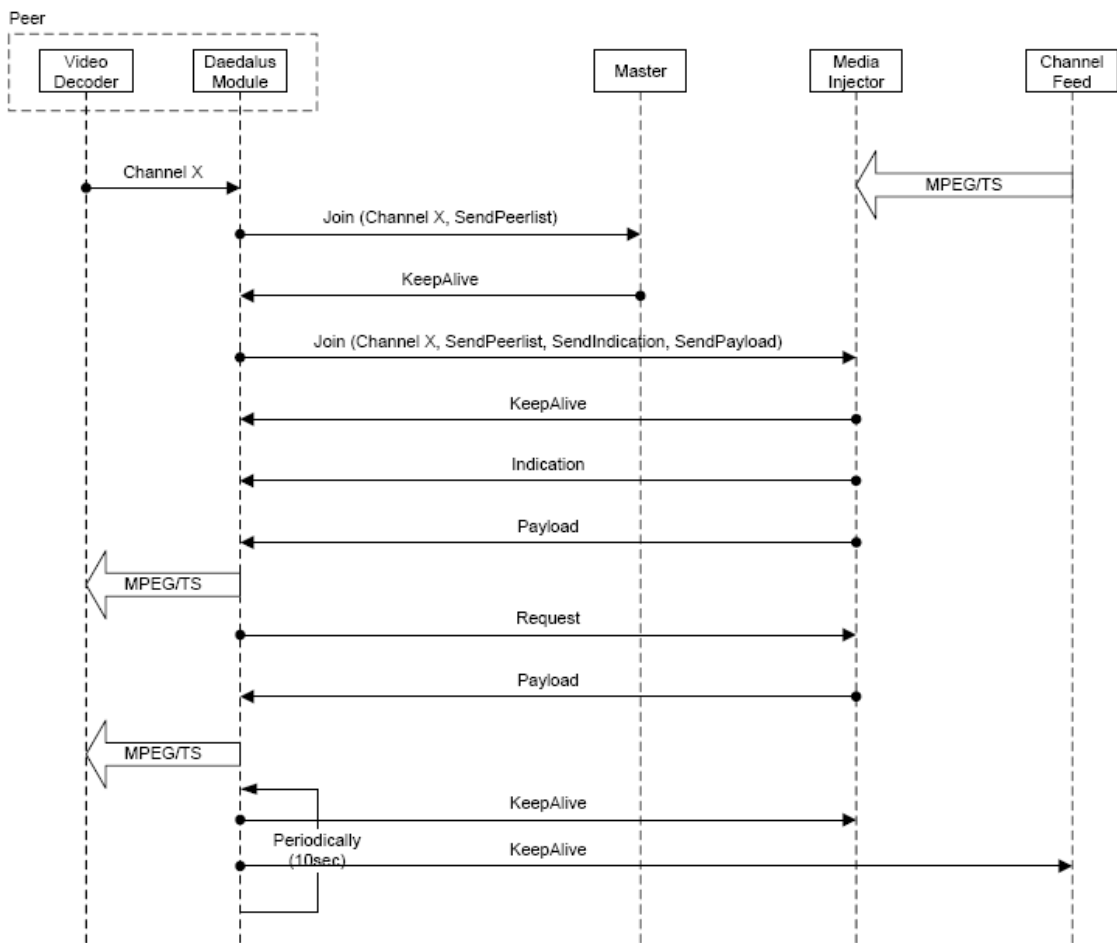 Peer
Video
Decoder
Daedalus
Module
Master
Media
Injector
Channel
Feed
Channel X
MPEG/TS
Join (Channel X, SendPeerlist)
KeepAlive
Join (Channel X, SendPeerlist, SendIndication, SendPayload)
KeepAlive
Indication
Payload
MPEG/TS
Request
Payload
MPEG/TS
KeepAlive
Periodically
(10sec)
KeepAlive